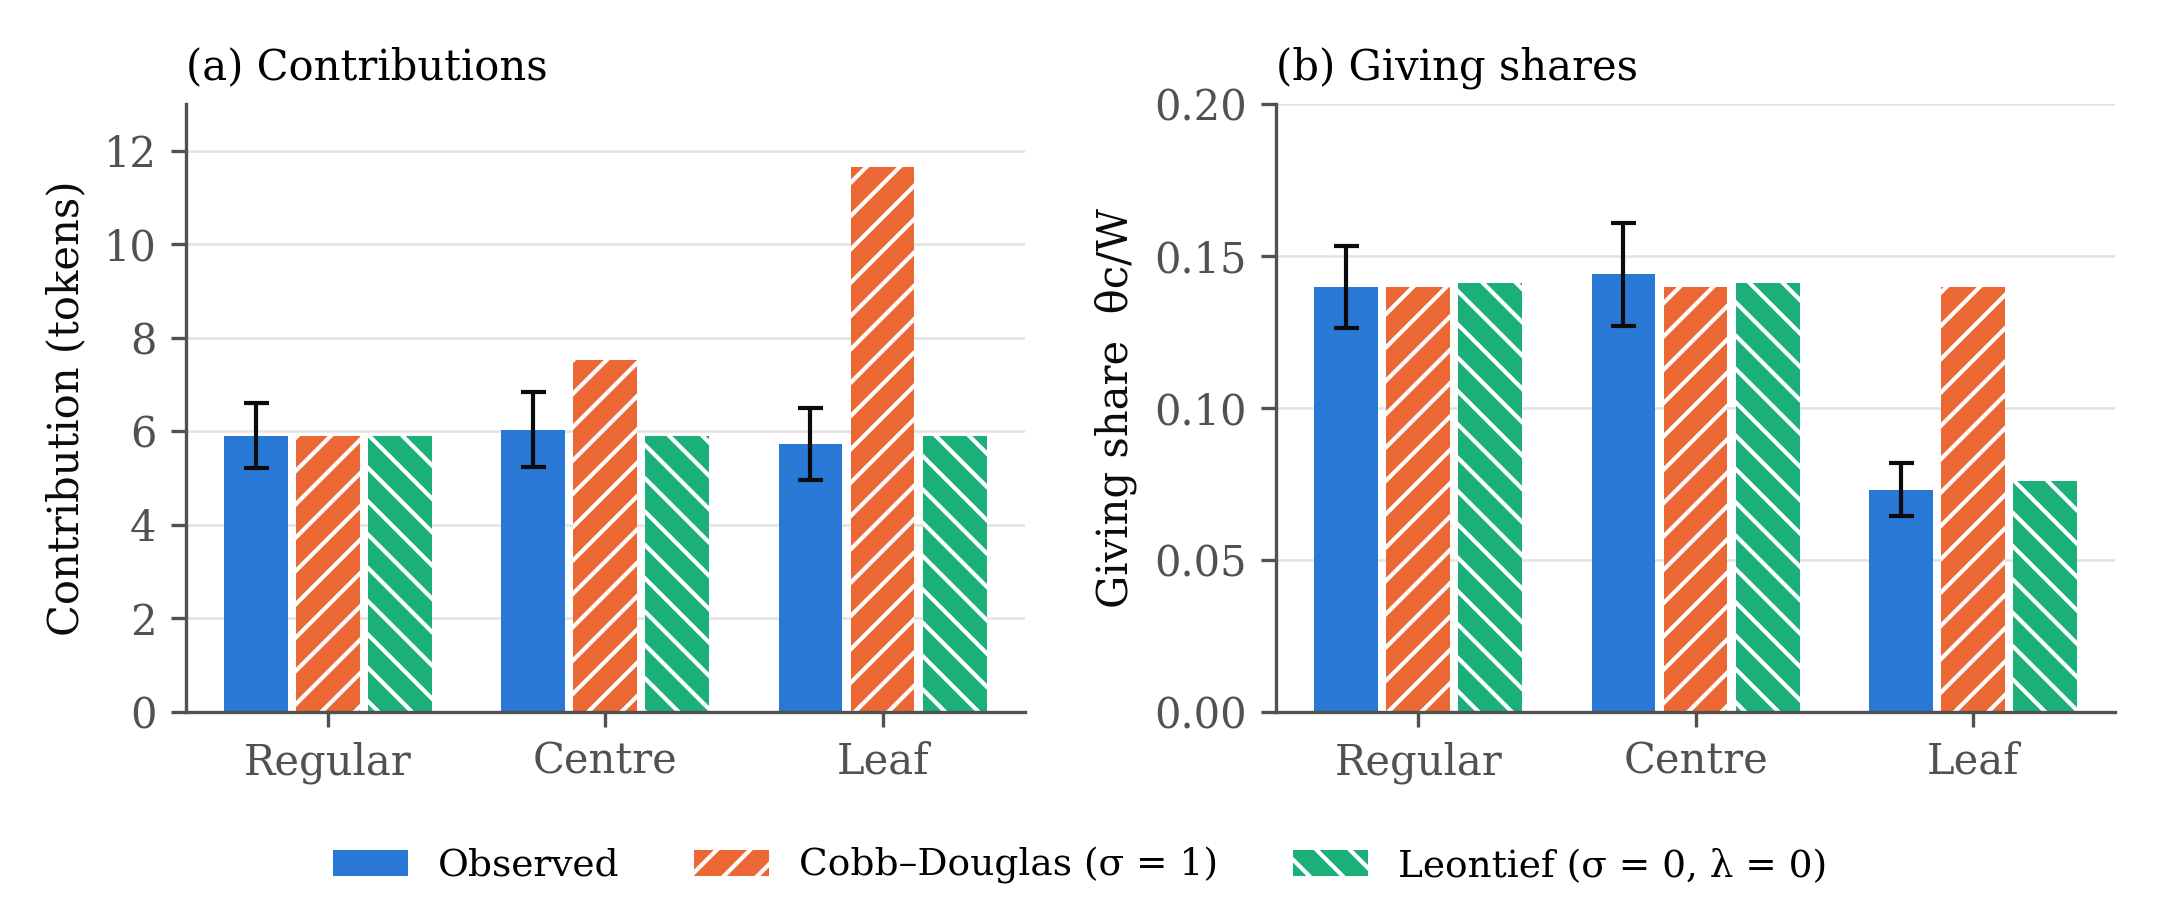 (a) Contributions
Contribution (tokens)
12
10
8
6
4
2
0
Regular Centre Leaf
(b) Giving shares
Giving share θc/W
0.20
0.15
0.10
0.05
0.00
Regular Centre Leaf
Observed Cobb–Douglas (σ = 1) Leontief (σ = 0, λ = 0)